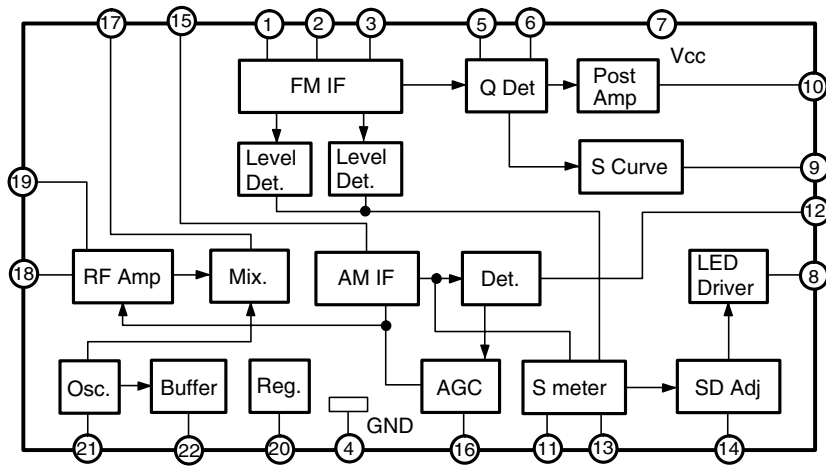 17 15 1 2 3 5 6 7
Vcc
FM IF
Q Det
Post
Amp
10
Level
Det.
Level
Det.
S Curve
9
19
12
18
RF Amp
Mix.
AM IF
Det.
LED
Driver
8
Osc.
Buffer
Reg.
GND
AGC
S meter
SD Adj
21 22 20 4 16 11 13 14